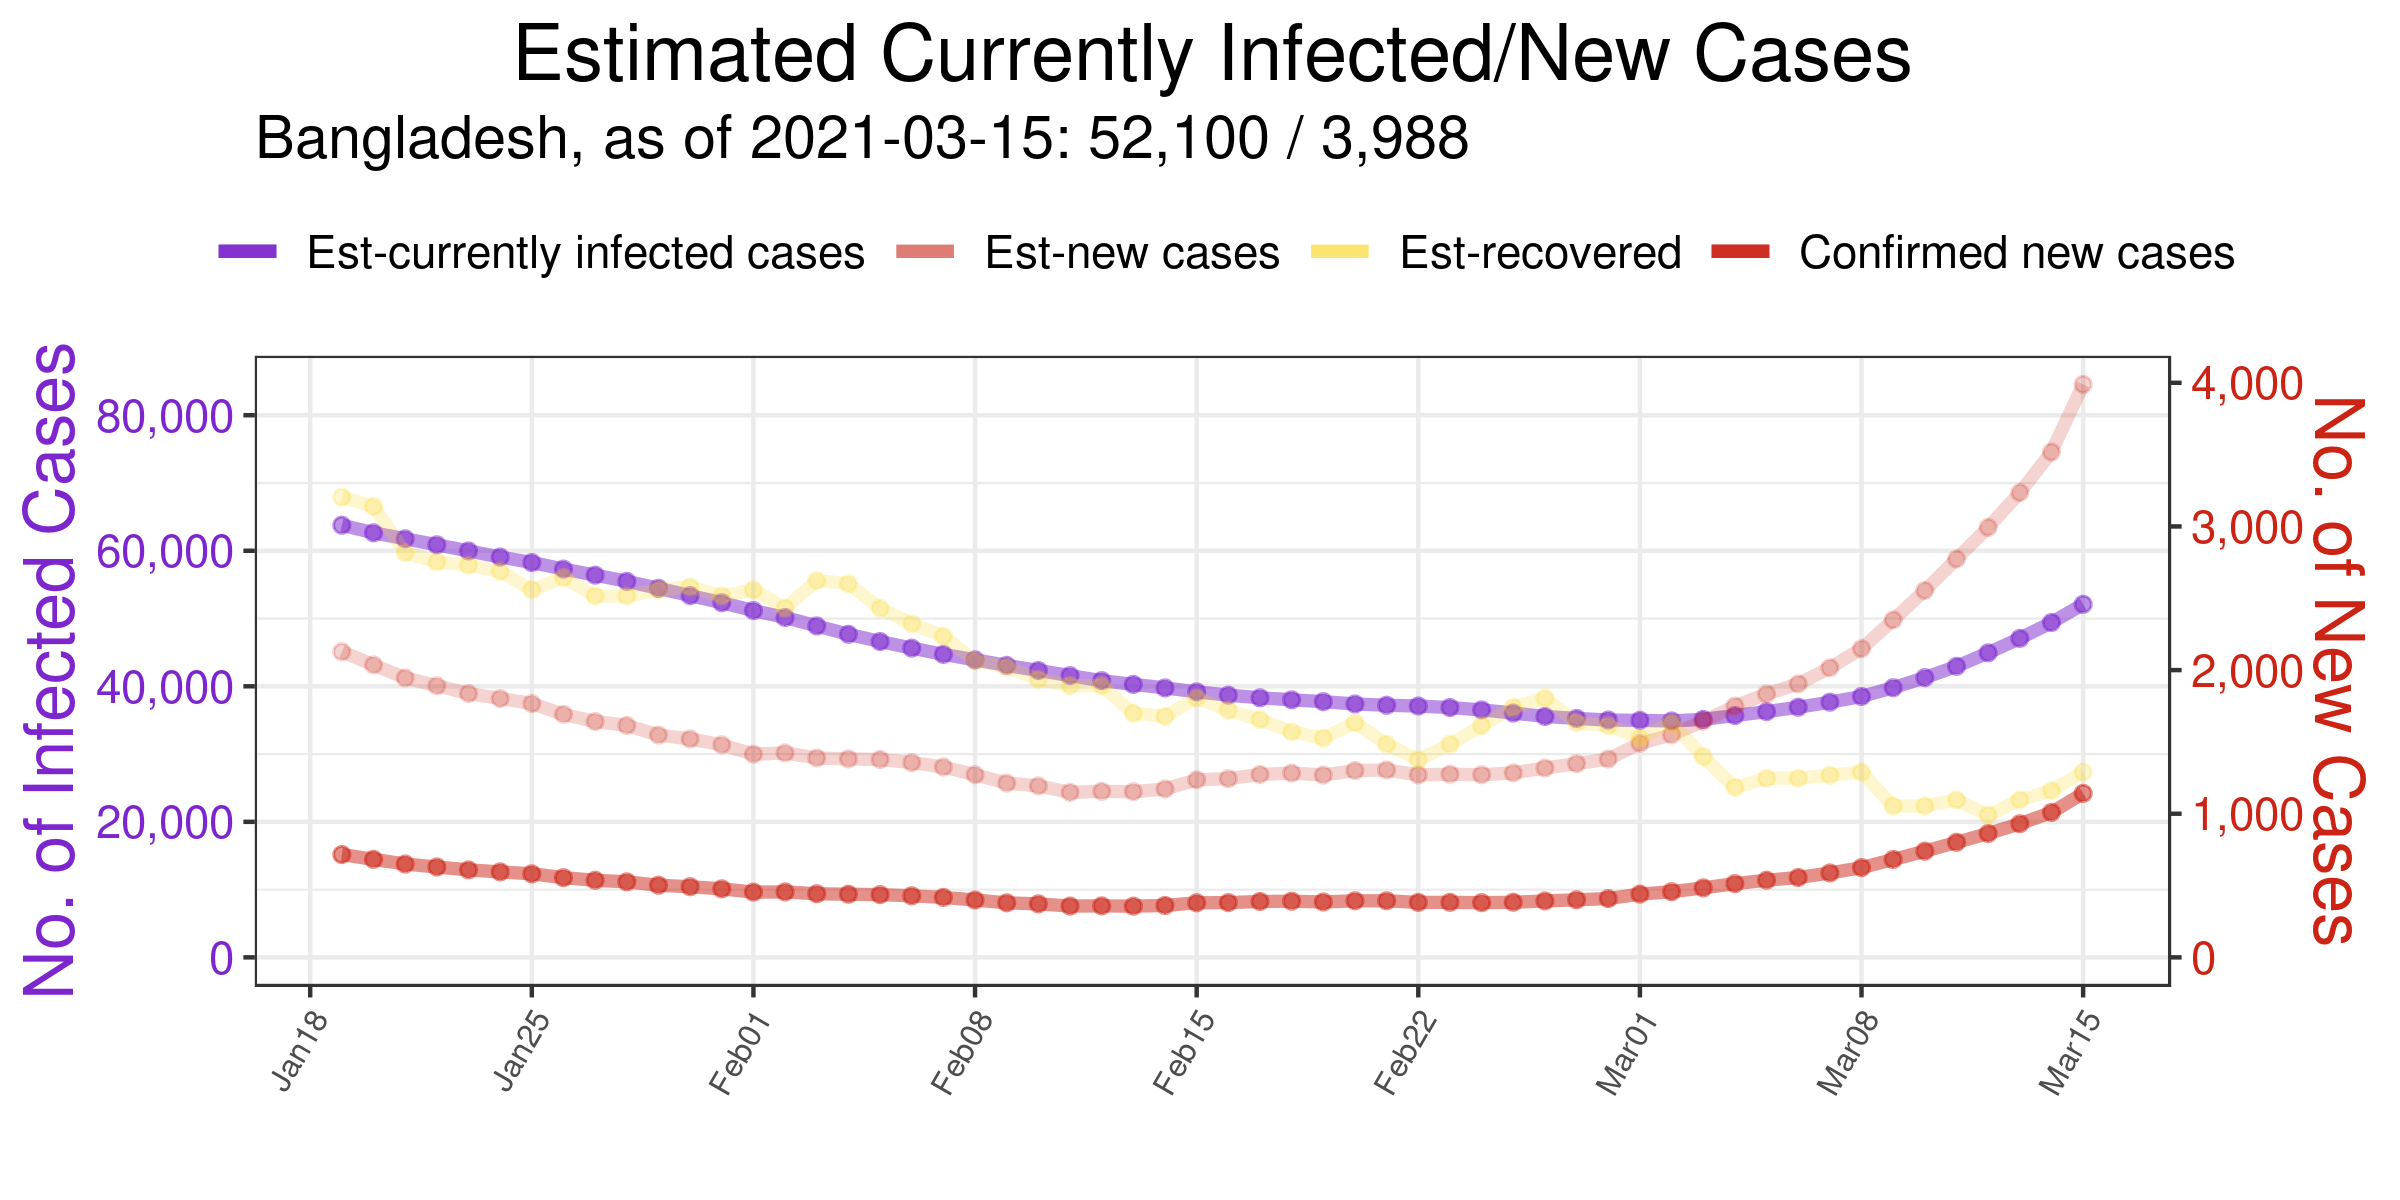 Estimated Currently Infected/New Cases
Bangladesh, as of 2021-03-15: 52,100 / 3,988
Est-currently infected cases
Est-new cases
Est-recovered
Confirmed new cases
No. of Infected Cases
80,000
60,000
40,000
20,000
0
4,000
3,000
2,000
1,000
0
No. of New Cases
Jan18
Jan25
Feb01
Feb08
Feb15
Feb22
Mar01
Mar08
Mar15